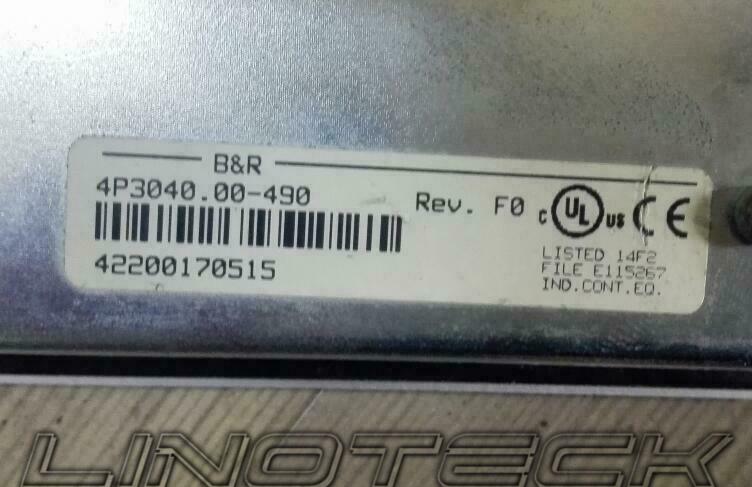 B&R
4P3040.00-490
Rev. F0
C UL US CE
42200170515
LISTED 14F2
FILE E115267
IND.CONT.EQ.
LINOTECK